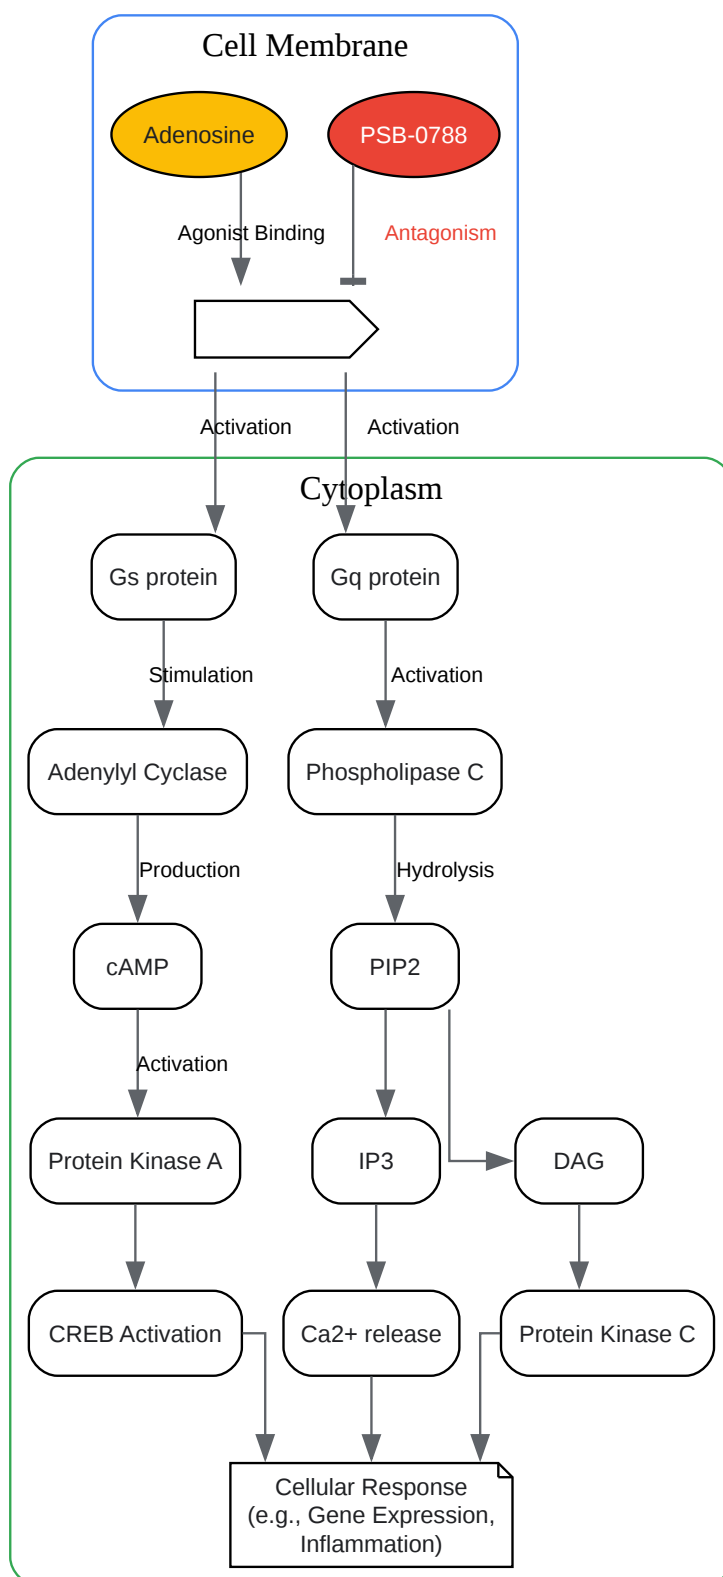 Cell Membrane
Adenosine
PSB-0788
Agonist Binding
Antagonism
Activation
Activation
Cytoplasm
Gs protein
Gq protein
Stimulation
Activation
Adenylyl Cyclase
Phospholipase C
Production
Hydrolysis
cAMP
PIP2
Activation
Protein Kinase A
IP3
DAG
CREB Activation
Ca2+ release
Protein Kinase C
Cellular Response
(e.g., Gene Expression,
Inflammation)